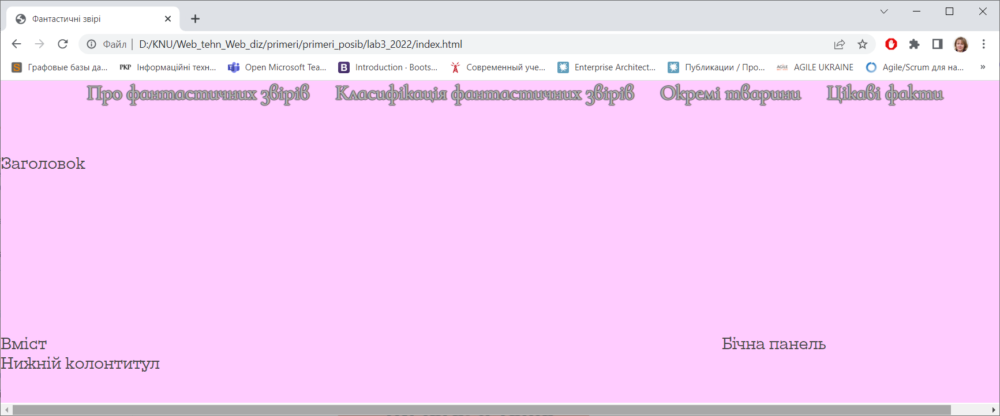 Фантастичні звірі
Файл | D:/KNU/Web_tehn_Web_diz/primeri/primeri_posib/lab3_2022/index.html
Графовые базы да... РКР Інформаційні техн... Open Microsoft Tea... Introduction · Boots... Современный уче... Enterprise Architect... Публикации / Про... AGILE AGILE UKRAINE Agile/Scrum для на... »
Про фантастичних звірів Класифікація фантастичних звірів Окремі тварини Цікаві факти
Заголовок
Вміст Бічна панель
Нижній колонтитул